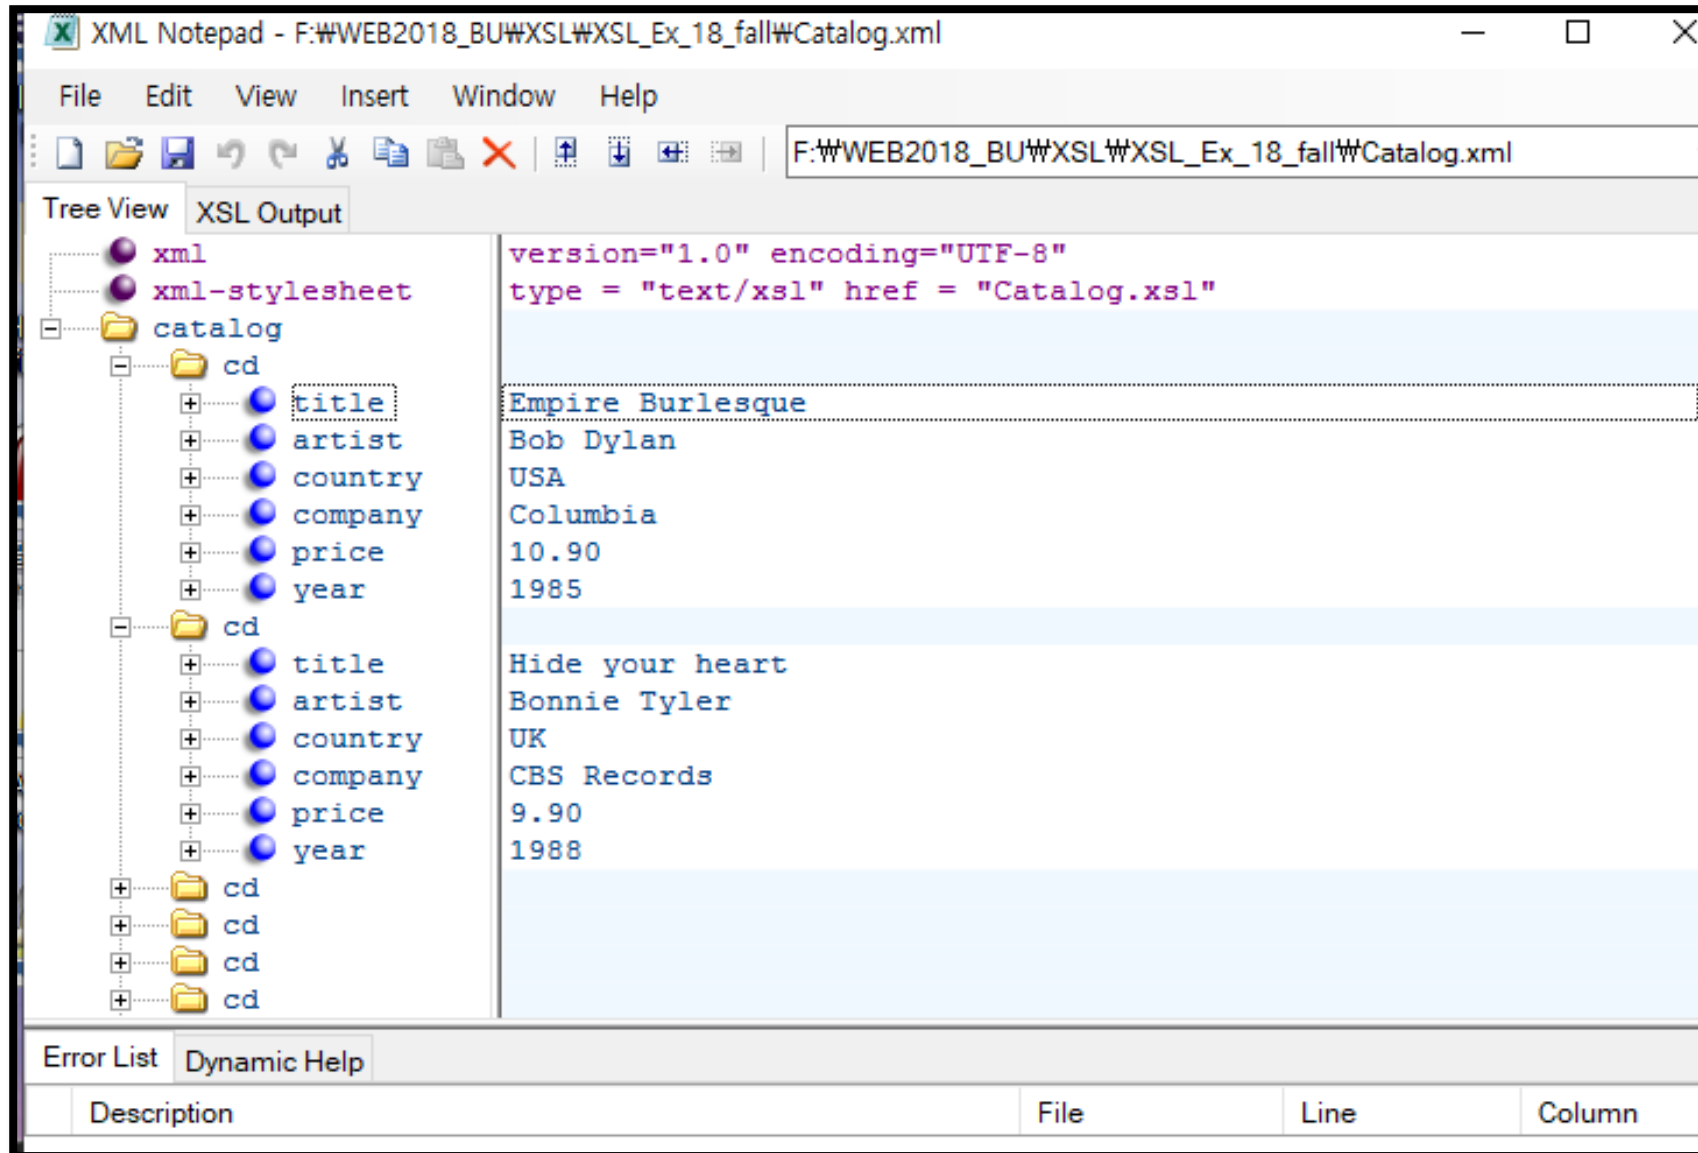 XML Notepad - F:₩WEB2018_BU₩XSL₩XSL_Ex_18_fall₩Catalog.xml
File Edit View Insert Window Help
F:₩WEB2018_BU₩XSL₩XSL_Ex_18_fall₩Catalog.xml
Tree View XSL Output
xml version="1.0" encoding="UTF-8"
xml-stylesheet type = "text/xsl" href = "Catalog.xsl"
catalog
cd
title Empire Burlesque
artist Bob Dylan
country USA
company Columbia
price 10.90
year 1985
cd
title Hide your heart
artist Bonnie Tyler
country UK
company CBS Records
price 9.90
year 1988
cd
cd
cd
cd
Error List Dynamic Help
Description File Line Column